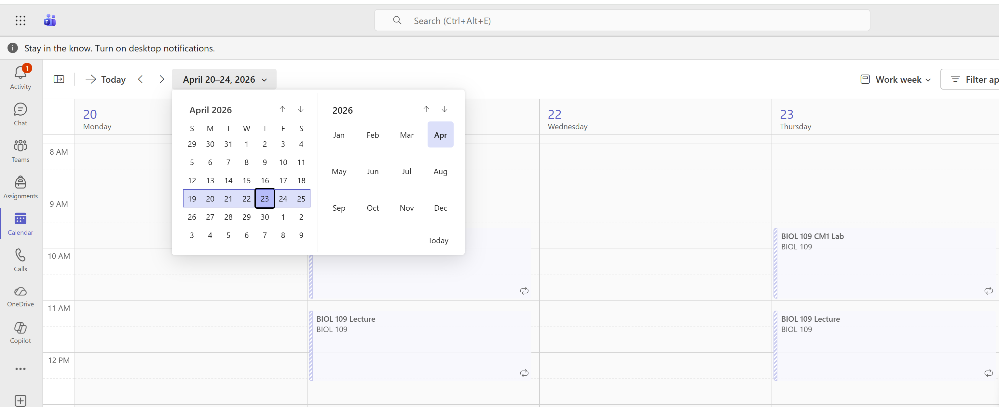 Search (Ctrl+Alt+E)
Stay in the know. Turn on desktop notifications.
1
Activity
Chat
Teams
Assignments
Calendar
Calls
OneDrive
Copilot
Today
April 20–24, 2026
Work week
Filter ap
April 2026
S M T W T F S
29 30 31 1 2 3 4
5 6 7 8 9 10 11
12 13 14 15 16 17 18
19 20 21 22 23 24 25
26 27 28 29 30 1 2
3 4 5 6 7 8 9
2026
Jan Feb Mar Apr
May Jun Jul Aug
Sep Oct Nov Dec
Today
20
Monday
22
Wednesday
23
Thursday
8 AM
9 AM
10 AM
11 AM
12 PM
BIOL 109 Lecture
BIOL 109
BIOL 109 CM1 Lab
BIOL 109
BIOL 109 Lecture
BIOL 109